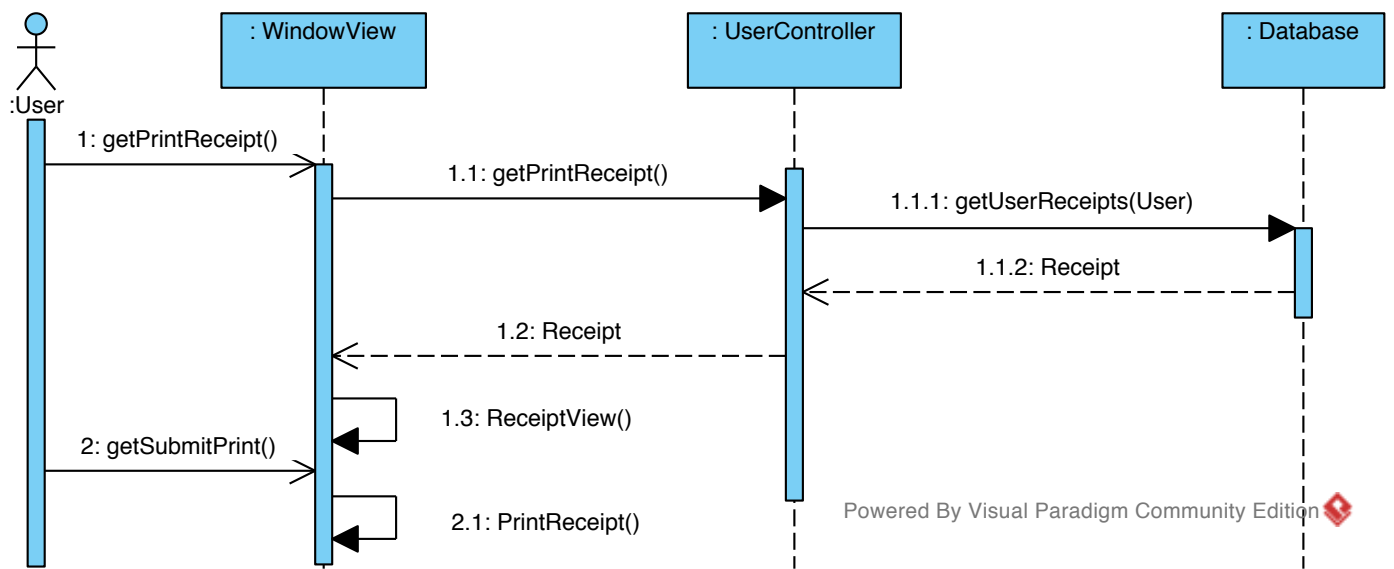 : WindowView
: UserController
: Database
:User
1: getPrintReceipt()
1.1: getPrintReceipt()
1.1.1: getUserReceipts(User)
1.1.2: Receipt
1.2: Receipt
1.3: ReceiptView()
2: getSubmitPrint()
2.1: PrintReceipt()
Powered By Visual Paradigm Community Edition